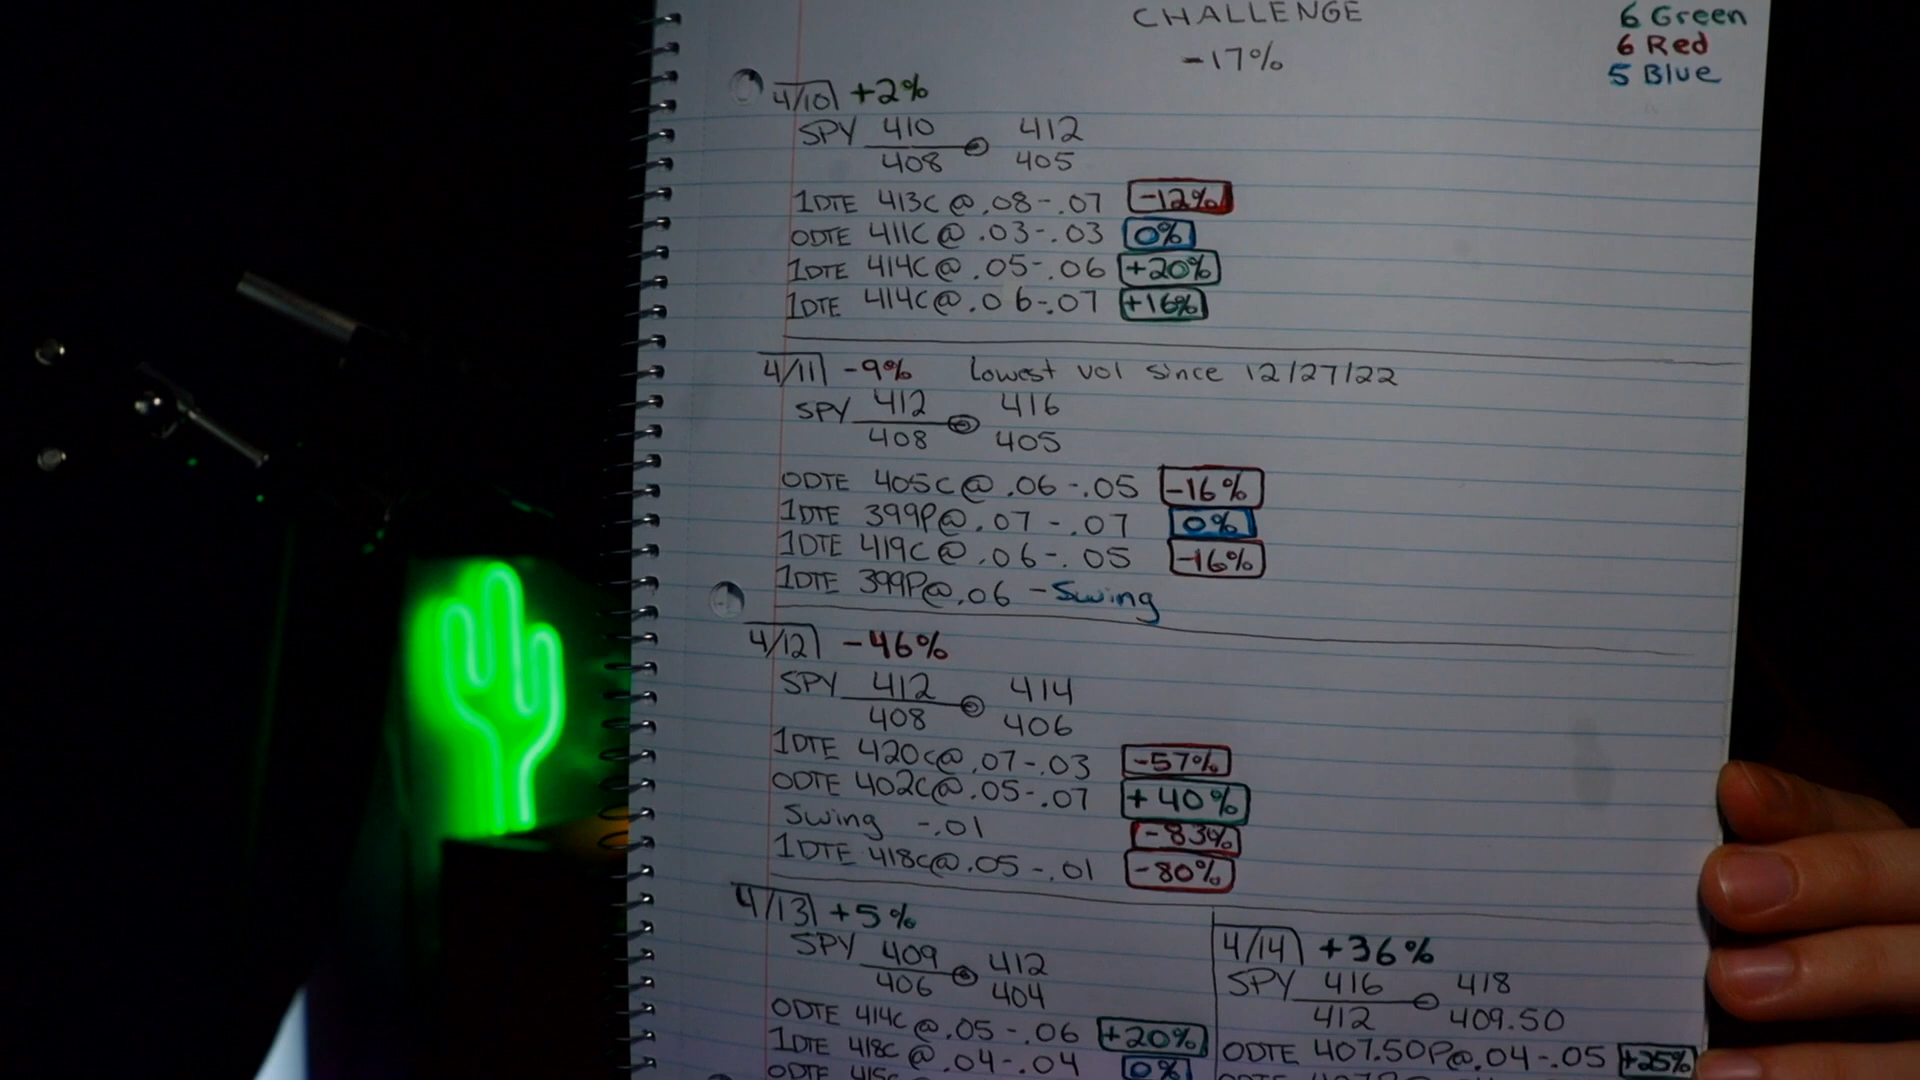 CHALLENGE
-17%
6 Green
6 Red
5 Blue
4/10 +2%
SPY 410 412
408 405
1DTE 413C @ .08-.07 -12%
0DTE 411C @ .03-.03 0%
1DTE 414C @ .05-.06 +20%
1DTE 414C @ .06-.07 +16%
4/11 -9% Lowest vol since 12/27/22
SPY 412 416
408 405
0DTE 405C @ .06-.05 -16%
1DTE 399P @ .07-.07 0%
1DTE 419C @ .06-.05 -16%
1DTE 399P @ .06 - Swing
4/12 -46%
SPY 412 414
408 406
1DTE 420C @ .07-.03 -57%
0DTE 402C @ .05-.07 +40%
Swing -.01 -83%
1DTE 418C @ .05-.01 -80%
4/13 +5%
SPY 409 412
406 404
0DTE 414C @ .05-.06 +20%
1DTE 418C @ .04-.04 0%
0DTE 415C
4/14 +36%
SPY 416 418
412 409.50
0DTE 407.50P @ .04-.05 +25%